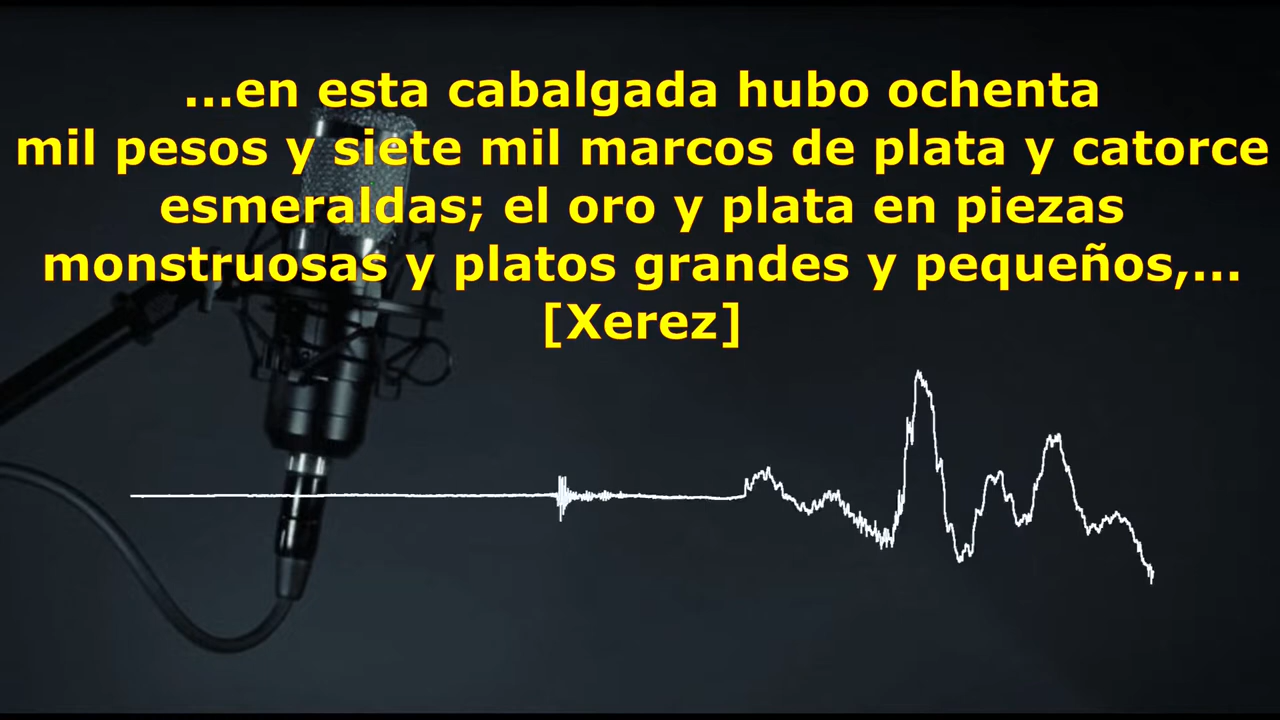 ...en esta cabalgada hubo ochenta
mil pesos y siete mil marcos de plata y catorce
esmeraldas; el oro y plata en piezas
monstruosas y platos grandes y pequeños,...
[Xerez]